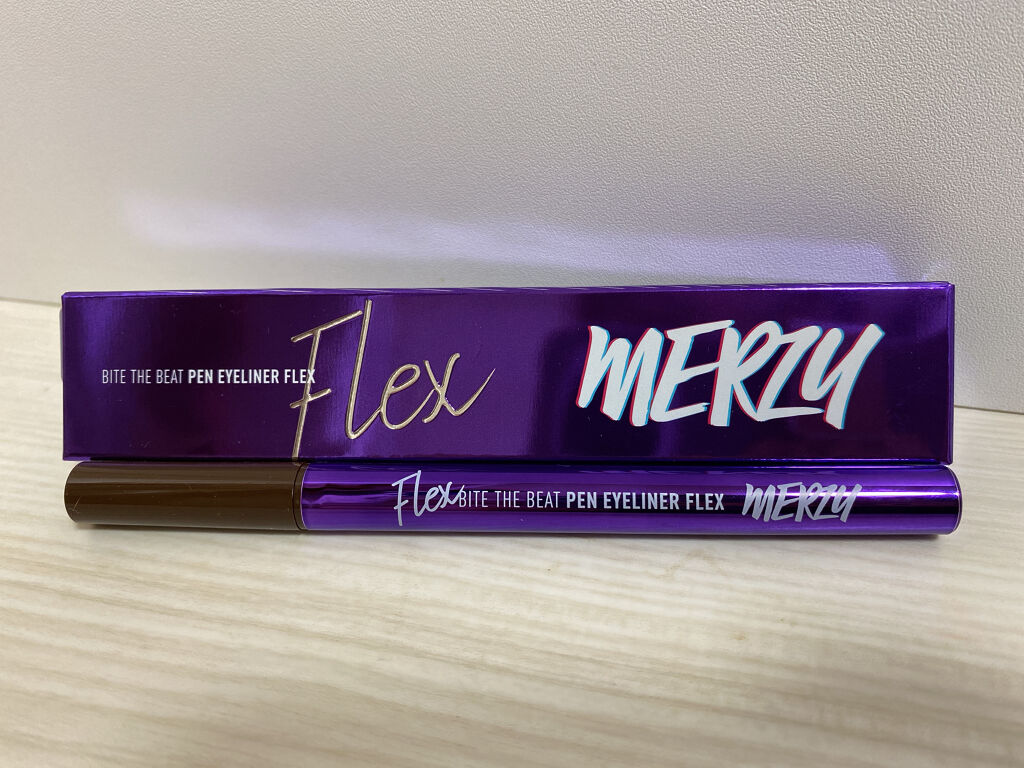 BITE THE BEAT PEN EYELINER FLEX
Flex
MERZY
Flex BITE THE BEAT PEN EYELINER FLEX MERZY